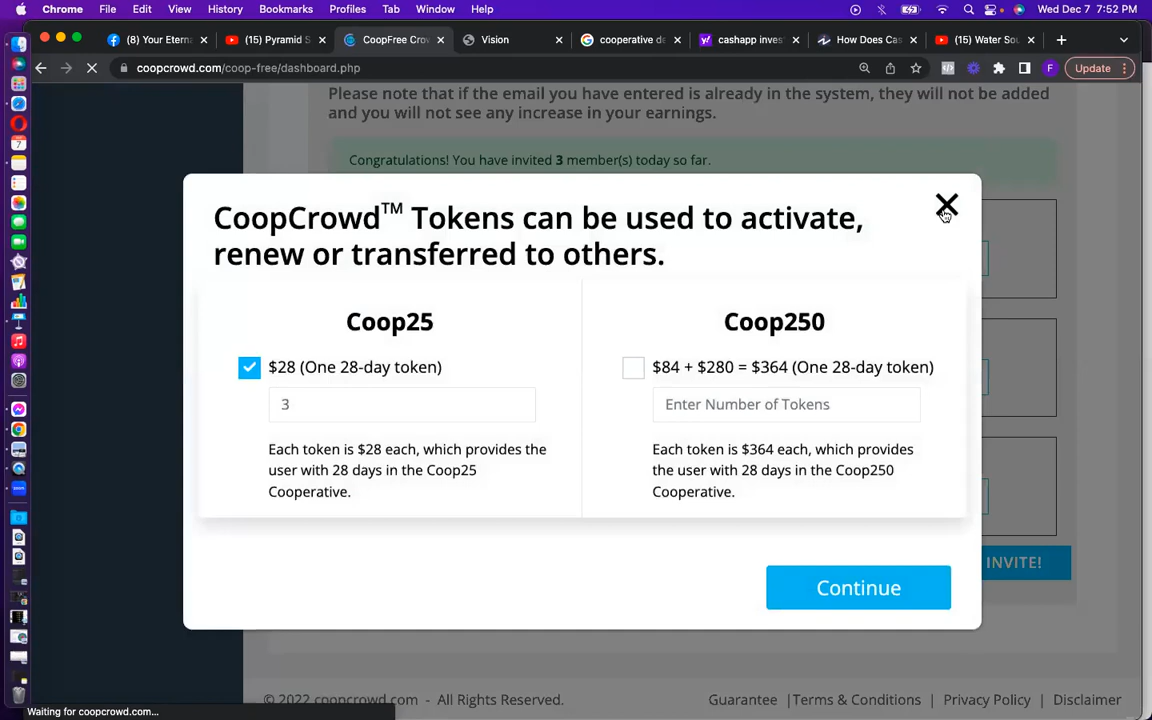 Chrome File Edit View History Bookmarks Profiles Tab Window Help Wed Dec 7 7:52 PM
(8) Your Etern
(15) Pyramid S
CoopFree Crow
Vision
cooperative de
cashapp inves
How Does Cas
(15) Water Sou
coopcrowd.com/coop-free/dashboard.php
F
Update
Please note that if the email you have entered is already in the system, they will not be added
and you will not see any increase in your earnings.
Congratulations! You have invited 3 member(s) today so far.
CoopCrowd™ Tokens can be used to activate,
renew or transferred to others.
Coop25
$28 (One 28-day token)
3
Each token is $28 each, which provides the
user with 28 days in the Coop25
Cooperative.
Coop250
$84 + $280 = $364 (One 28-day token)
Enter Number of Tokens
Each token is $364 each, which provides
the user with 28 days in the Coop250
Cooperative.
INVITE!
Continue
© 2022 coopcrowd.com - All Rights Reserved.
Guarantee |Terms & Conditions | Privacy Policy | Disclaimer
Waiting for coopcrowd.com...